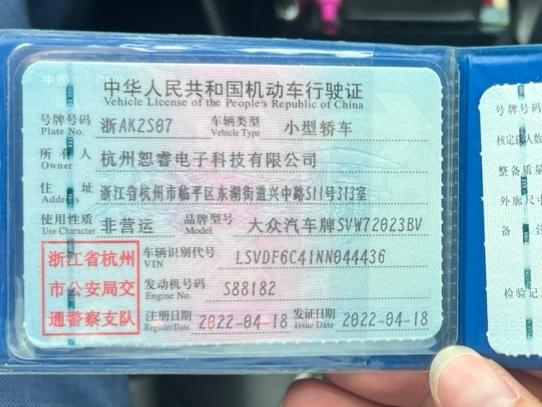 中华人民共和国机动车行驶证
Vehicle License of the People's Republic of China
号牌号码 浙AK2S07 车辆类型 小型轿车
Plate No. Vehicle Type
所有人 杭州恕睿电子科技有限公司
Owner
住址 浙江省杭州市临平区东湖街道兴中路511号313室
Address
使用性质 非营运 品牌型号 大众汽车牌SVW72023BV
Use Character Model
浙江省杭州
市公安局交
通警察支队
车辆识别代号 LSVDF6C41NN044436
VIN
发动机号码 S88182
Engine No.
注册日期 2022-04-18 发证日期 2022-04-18
Register Date Issue Date
号牌号码
核定载人数
整备质量
外廓尺寸
备注
检验记